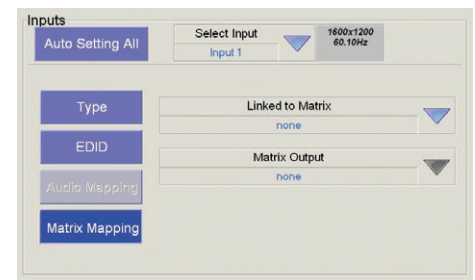 Inputs
Auto Setting All
Select Input
Input 1
1600x1200
60.10Hz
Type
EDID
Audio Mapping
Matrix Mapping
Linked to Matrix
none
Matrix Output
none